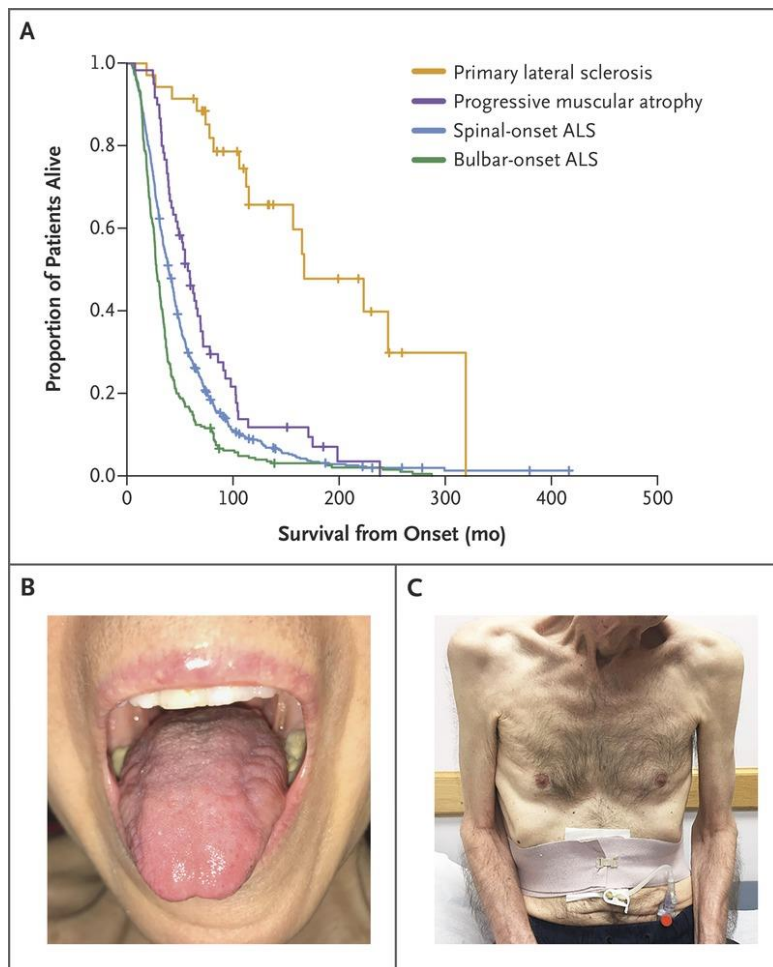 A
1.0
0.8
0.6
0.4
0.2
0.0
Proportion of Patients Alive
Primary lateral sclerosis
Progressive muscular atrophy
Spinal-onset ALS
Bulbar-onset ALS
0 100 200 300 400 500
Survival from Onset (mo)
B
C